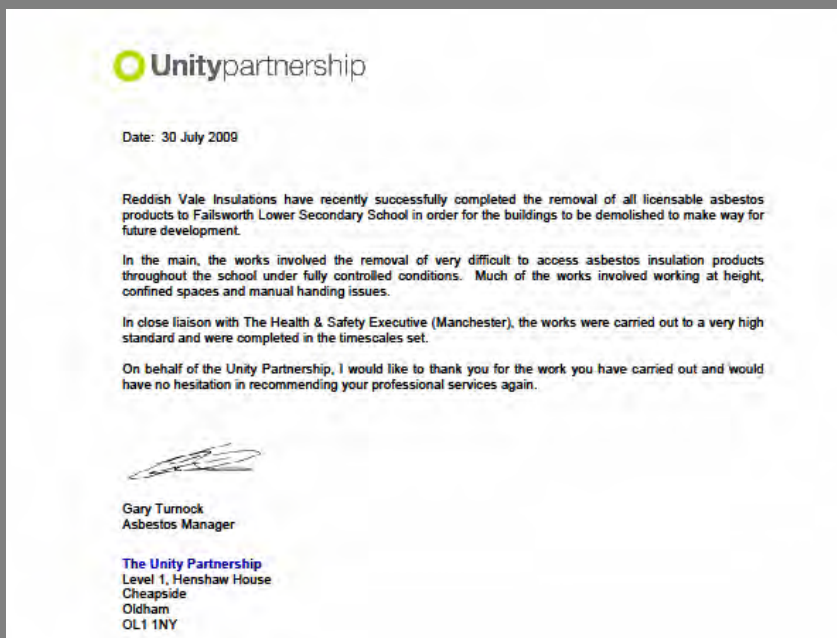 Unitypartnership
Date: 30 July 2009
Reddish Vale Insulations have recently successfully completed the removal of all licensable asbestos
products to Failsworth Lower Secondary School in order for the buildings to be demolished to make way for
future development.
In the main, the works involved the removal of very difficult to access asbestos insulation products
throughout the school under fully controlled conditions. Much of the works involved working at height,
confined spaces and manual handing issues.
In close liaison with The Health & Safety Executive (Manchester), the works were carried out to a very high
standard and were completed in the timescales set.
On behalf of the Unity Partnership, I would like to thank you for the work you have carried out and would
have no hesitation in recommending your professional services again.
Gary Turnock
Asbestos Manager
The Unity Partnership
Level 1, Henshaw House
Cheapside
Oldham
OL1 1NY